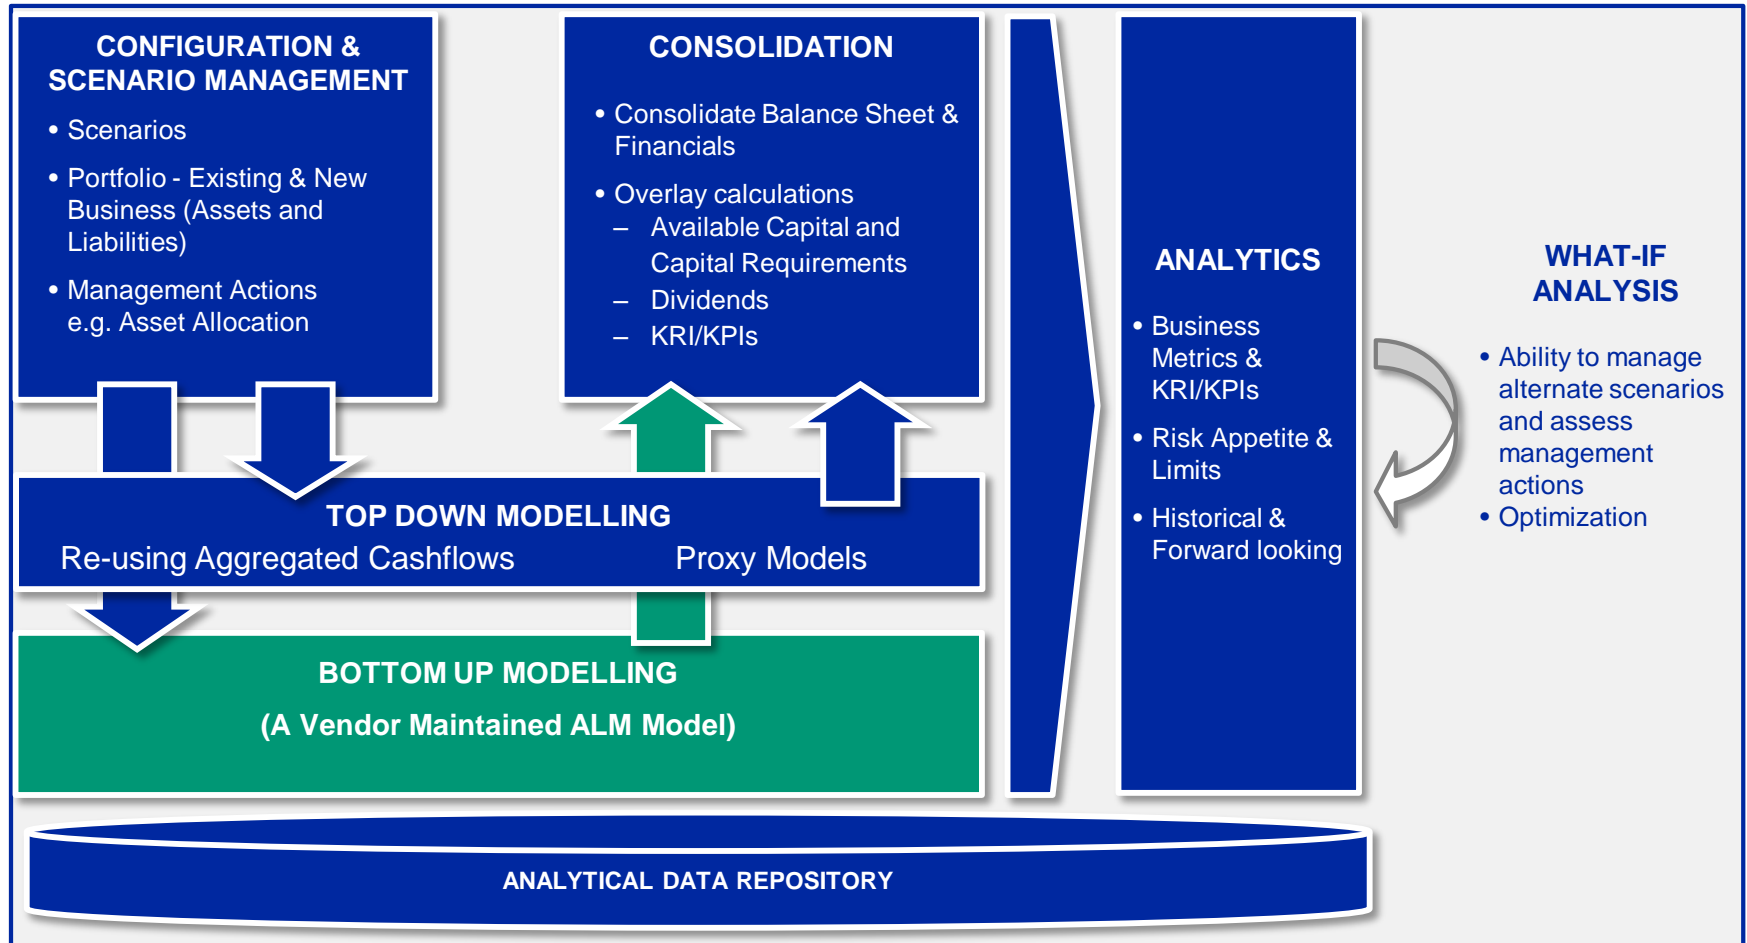 CONFIGURATION &
SCENARIO MANAGEMENT
• Scenarios
• Portfolio - Existing & New
Business (Assets and
Liabilities)
• Management Actions
e.g. Asset Allocation
CONSOLIDATION
• Consolidate Balance Sheet &
Financials
• Overlay calculations
– Available Capital and
Capital Requirements
– Dividends
– KRI/KPIs
TOP DOWN MODELLING
Re-using Aggregated Cashflows Proxy Models
BOTTOM UP MODELLING
(A Vendor Maintained ALM Model)
ANALYTICS
• Business
Metrics &
KRI/KPIs
• Risk Appetite &
Limits
• Historical &
Forward looking
WHAT-IF
ANALYSIS
• Ability to manage
alternate scenarios
and assess
management
actions
• Optimization
ANALYTICAL DATA REPOSITORY